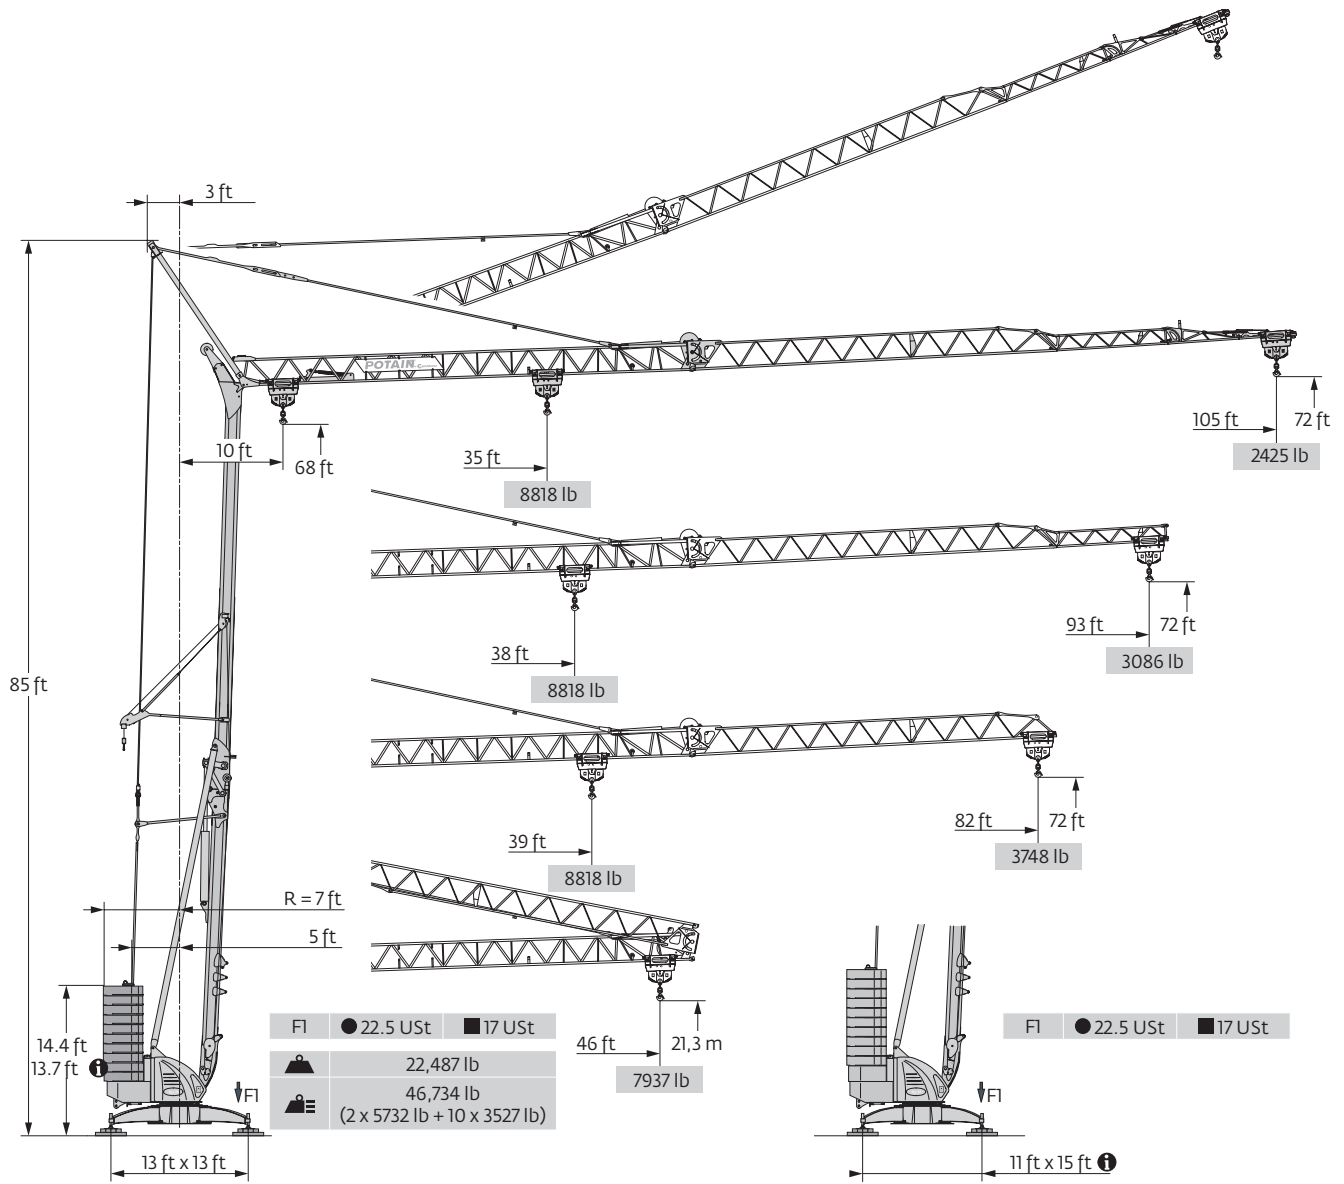 3 ft
POTAIN
10 ft
68 ft
35 ft
8818 lb
105 ft
72 ft
2425 lb
38 ft
8818 lb
93 ft
72 ft
3086 lb
85 ft
39 ft
8818 lb
82 ft
72 ft
3748 lb
R = 7 ft
5 ft
14.4 ft
13.7 ft i
F1
13 ft x 13 ft
F1 ● 22.5 USt ■ 17 USt
22,487 lb
46,734 lb
(2 x 5732 lb + 10 x 3527 lb)
46 ft
21,3 m
7937 lb
F1 ● 22.5 USt ■ 17 USt
F1
11 ft x 15 ft i